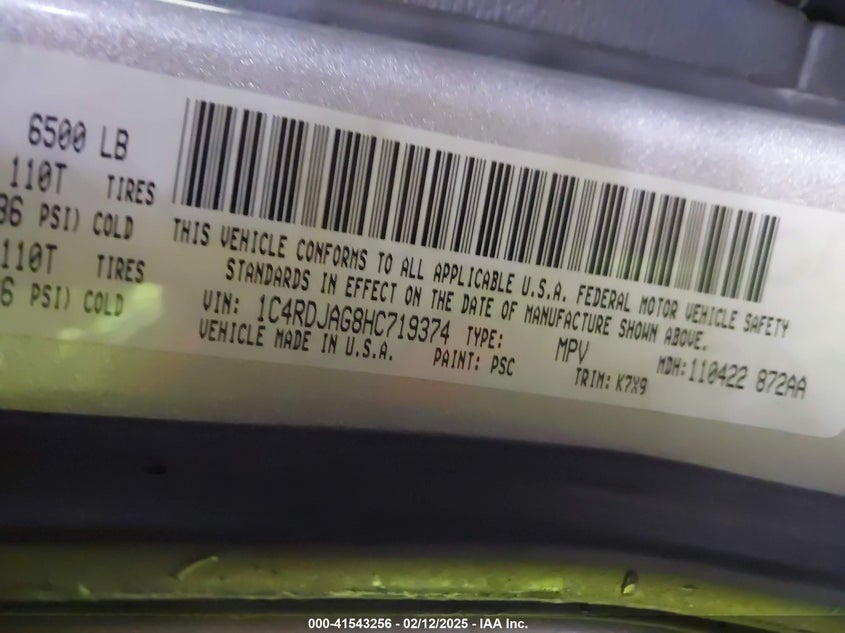 6500 LB
110T TIRES
36 PSI) COLD
110T TIRES
6 PSI) COLD
THIS VEHICLE CONFORMS TO ALL APPLICABLE U.S.A. FEDERAL MOTOR VEHICLE SAFETY
STANDARDS IN EFFECT ON THE DATE OF MANUFACTURE SHOWN ABOVE.
VIN: 1C4RDJAG8HC719374 TYPE: MPV MDH:110422 872AA
VEHICLE MADE IN U.S.A. PAINT: PSC TRIM: K7X9
000-41543256 - 02/12/2025 - IAA Inc.